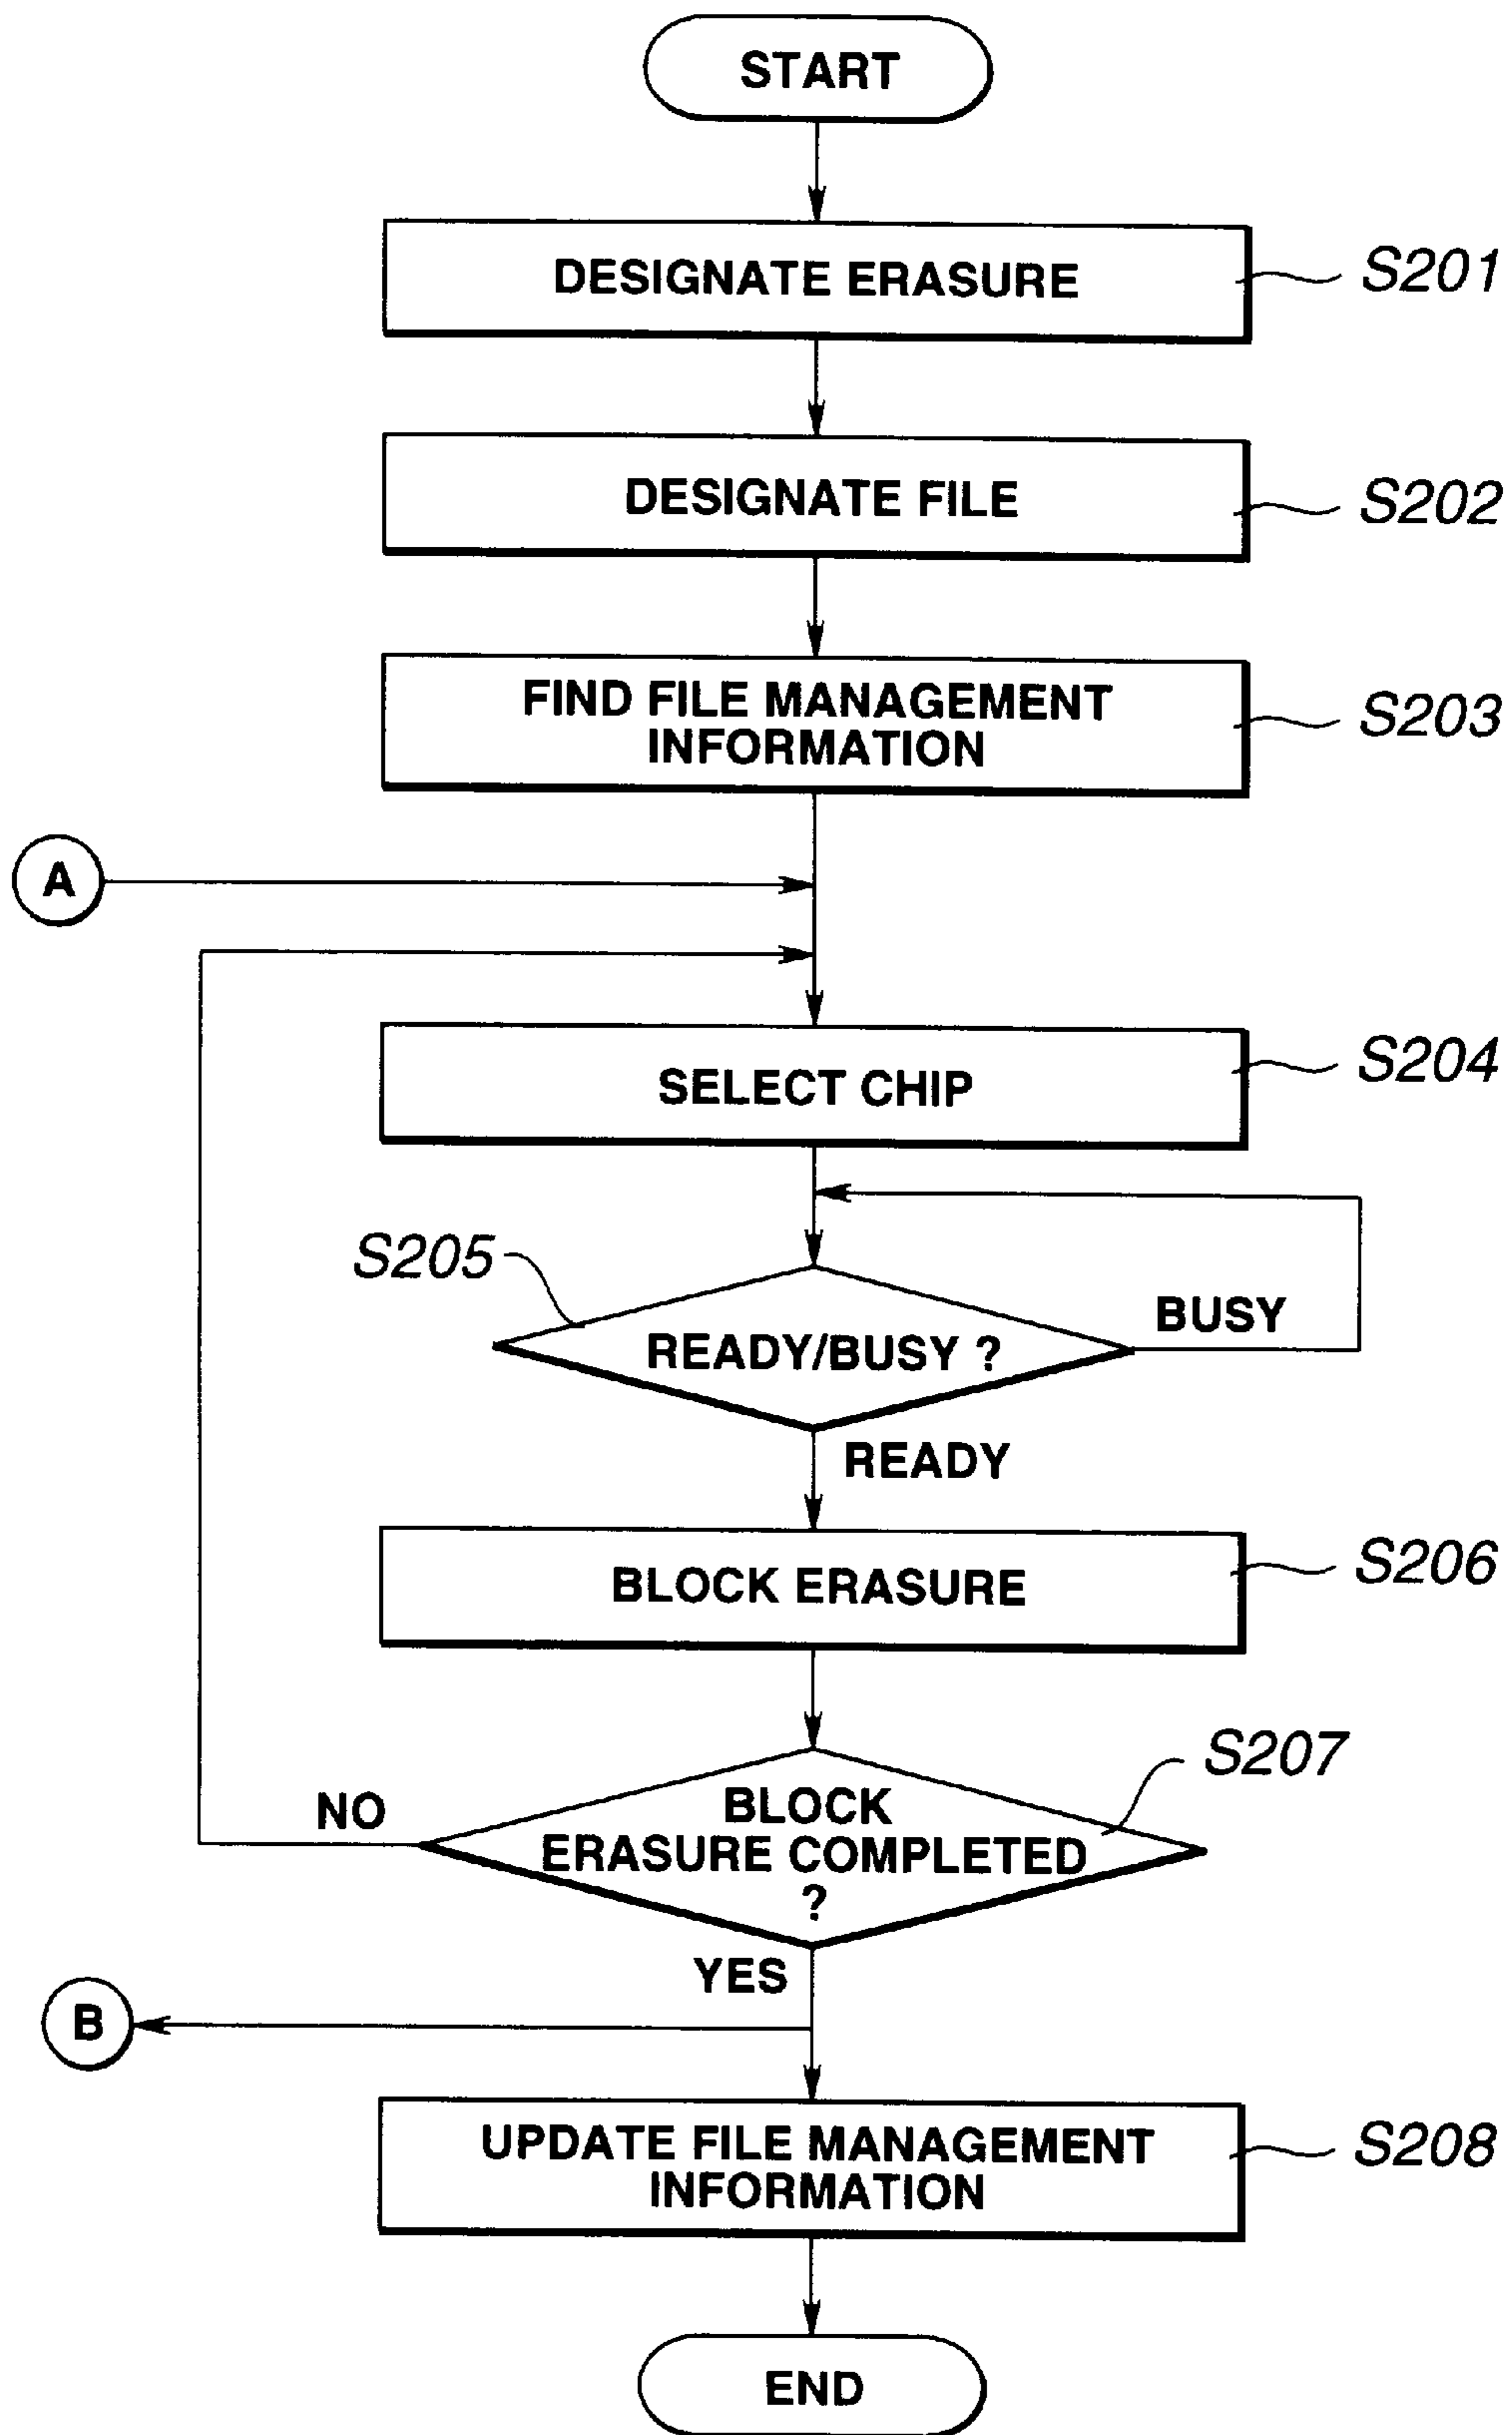 START
DESIGNATE ERASURE
S201
DESIGNATE FILE
S202
FIND FILE MANAGEMENT
INFORMATION
S203
A
SELECT CHIP
S204
S205
READY/BUSY ?
BUSY
READY
BLOCK ERASURE
S206
S207
NO
BLOCK
ERASURE COMPLETED
?
YES
B
UPDATE FILE MANAGEMENT
INFORMATION
S208
END